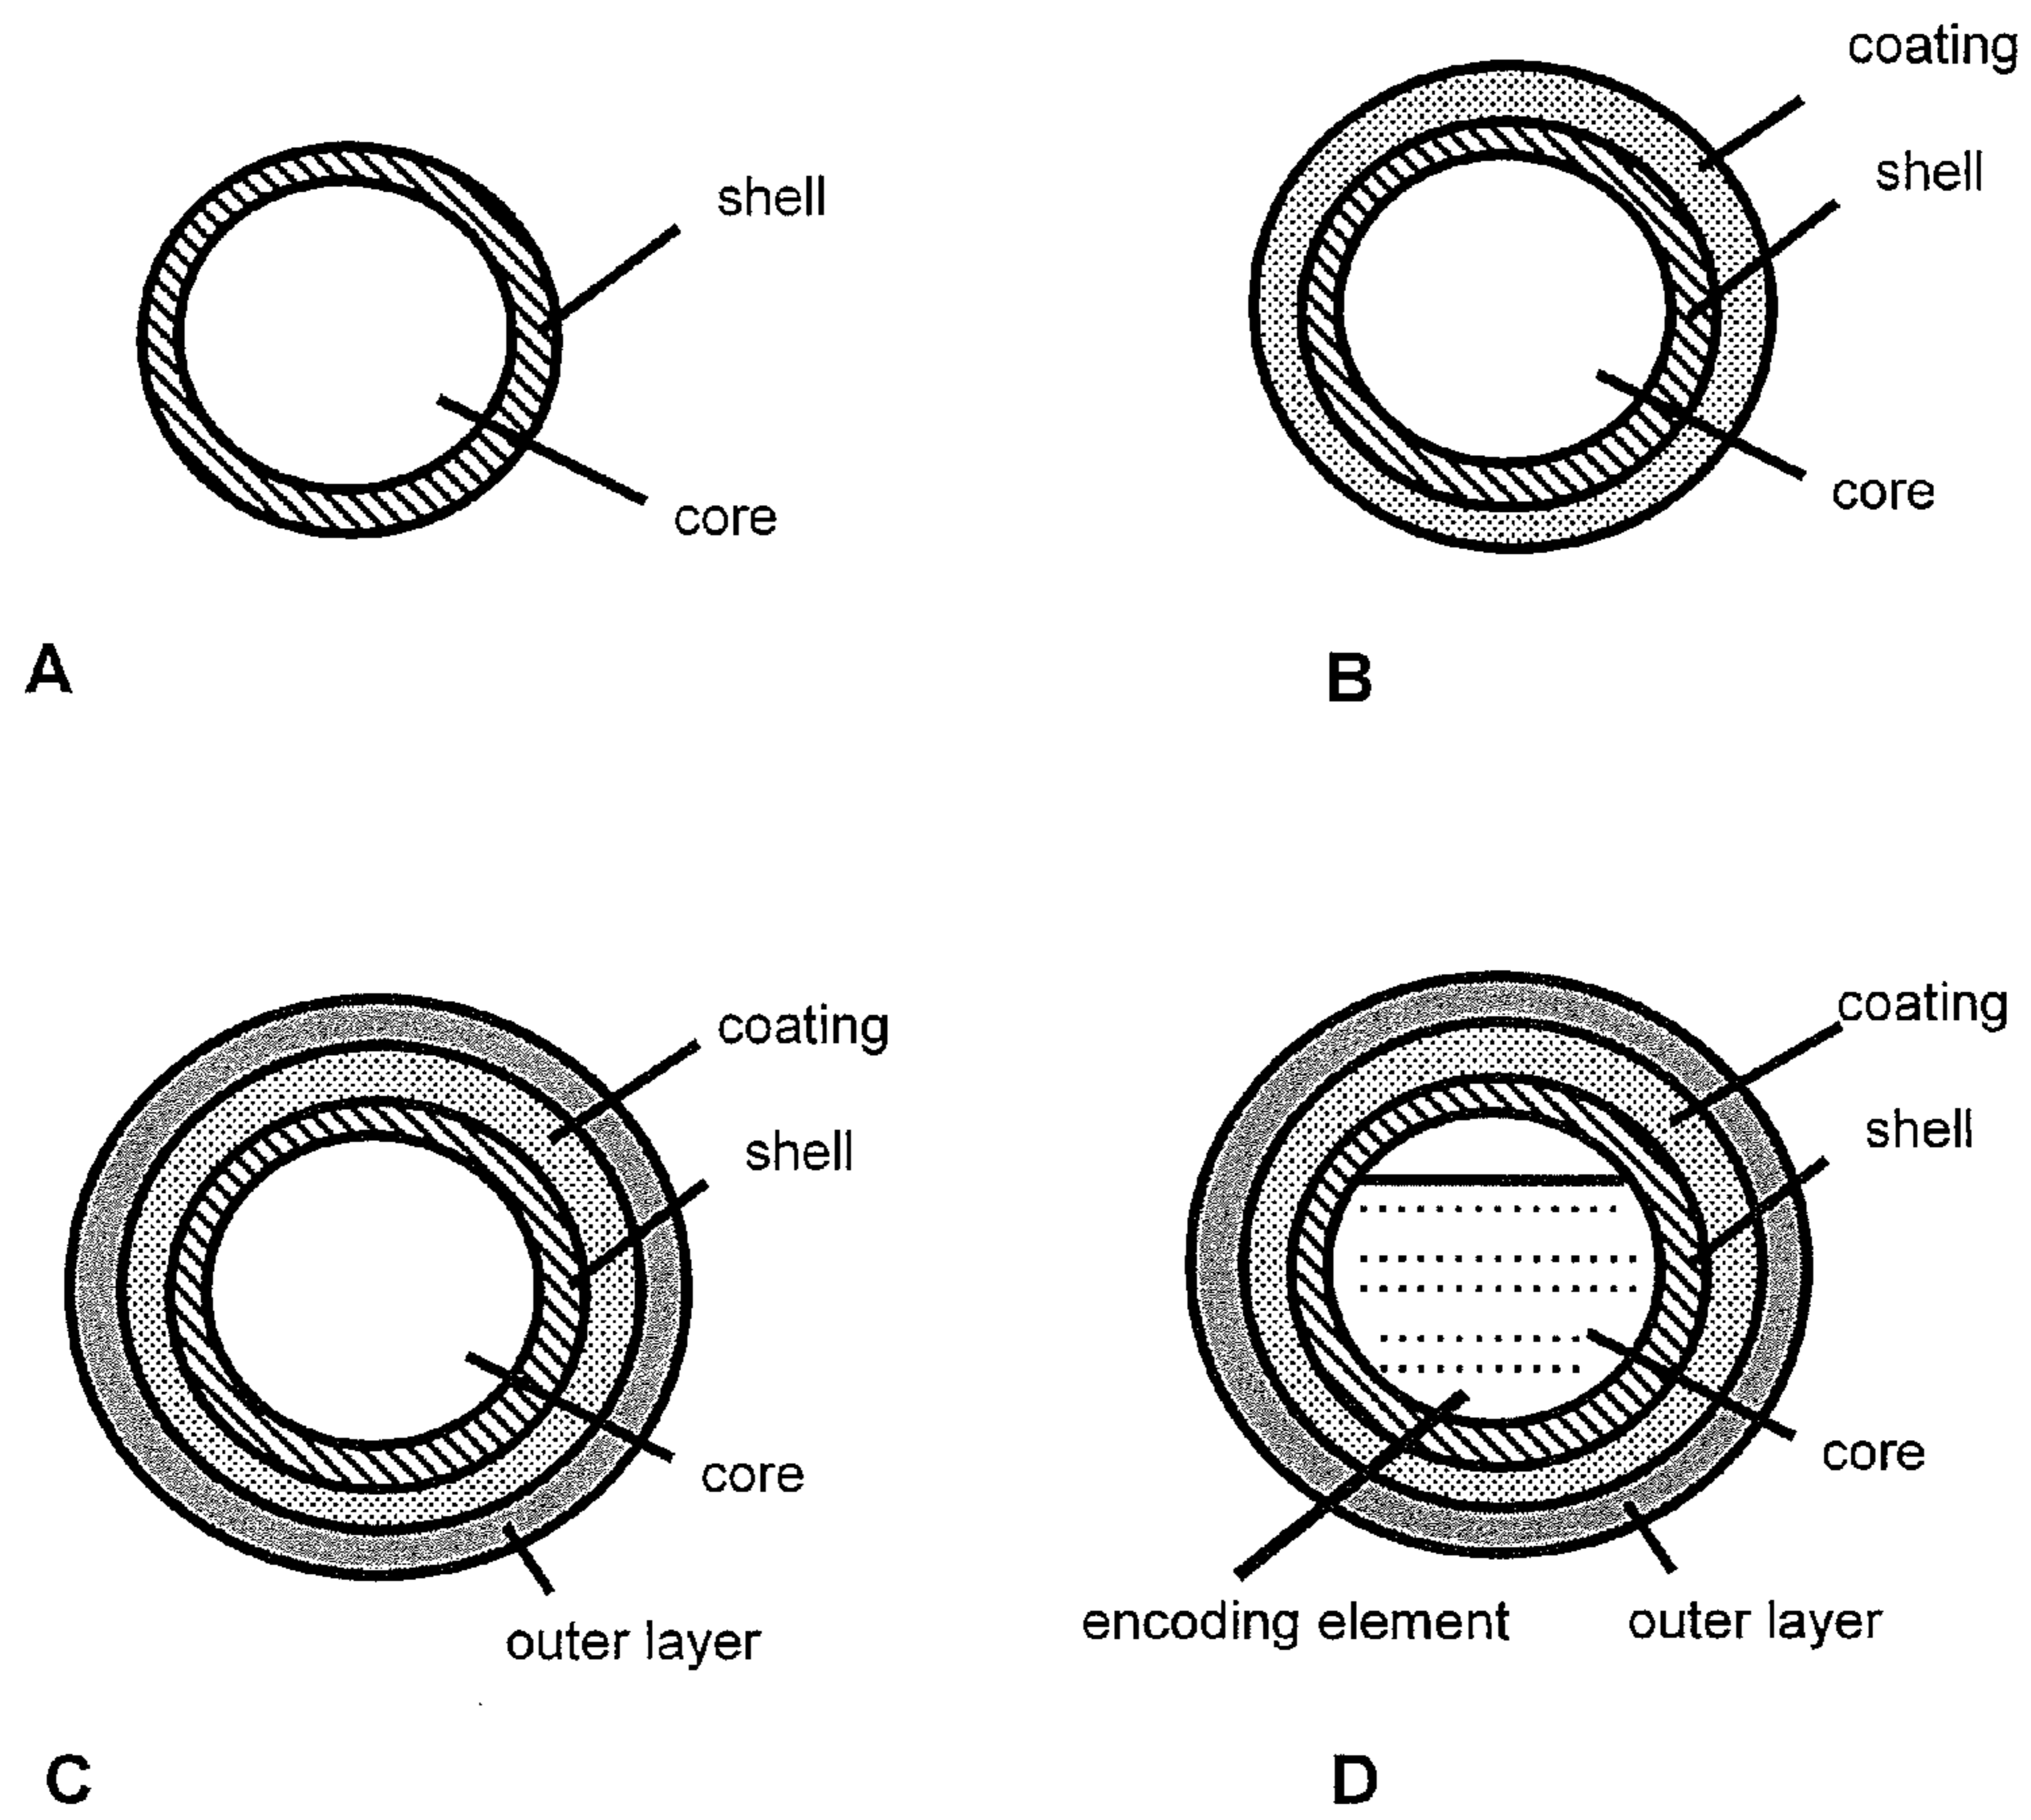 shell
core
A
coating
shell
core
B
coating
shell
core
outer layer
C
coating
shell
core
encoding element
outer layer
D